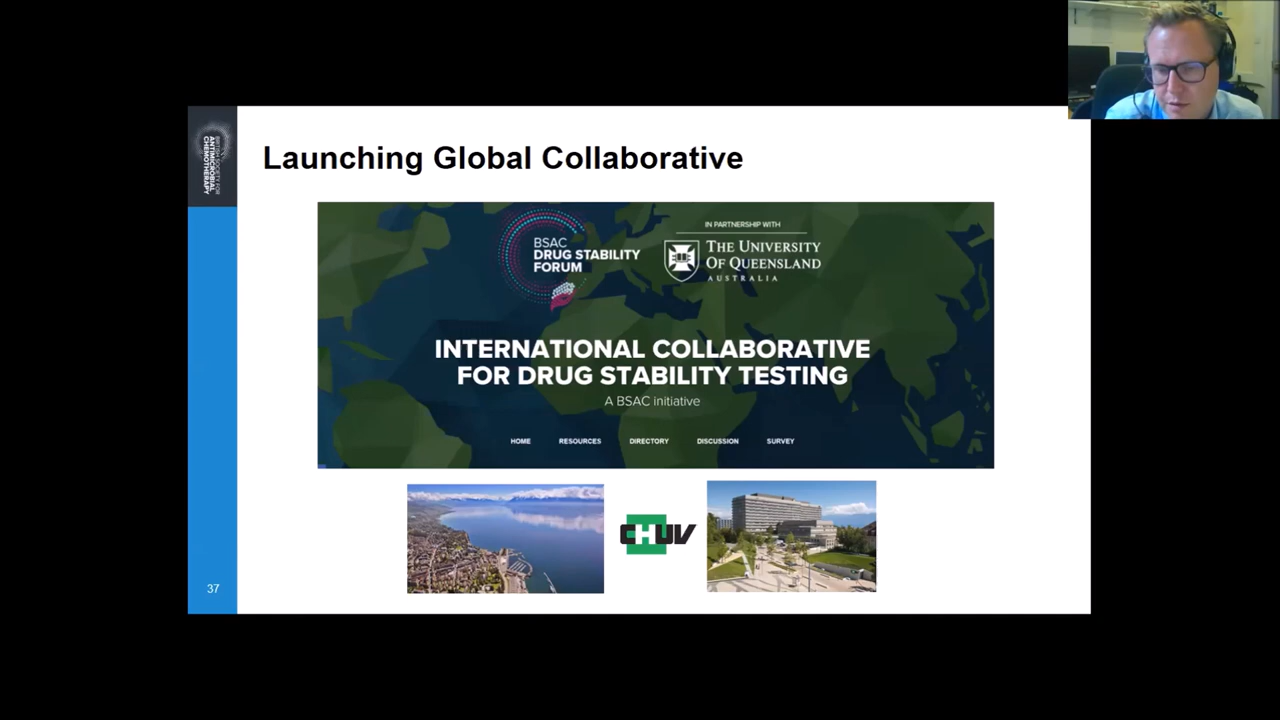 BRITISH SOCIETY FOR
ANTIMICROBIAL
CHEMOTHERAPY
Launching Global Collaborative
BSAC
DRUG STABILITY
FORUM
IN PARTNERSHIP WITH
THE UNIVERSITY
OF QUEENSLAND
AUSTRALIA
INTERNATIONAL COLLABORATIVE
FOR DRUG STABILITY TESTING
A BSAC initiative
HOME RESOURCES DIRECTORY DISCUSSION SURVEY
CHUV
37